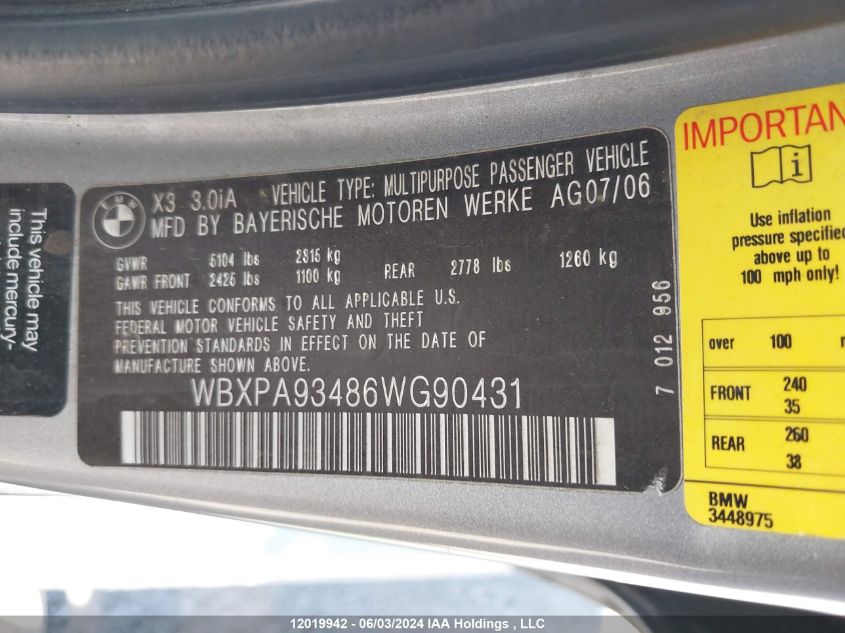 This vehicle may
include mercury-
BMW
X3 3.0iA VEHICLE TYPE: MULTIPURPOSE PASSENGER VEHICLE
MFD BY BAYERISCHE MOTOREN WERKE AG07/06
GVWR 5104 lbs 2315 kg
GAWR FRONT 2425 lbs 1100 kg REAR 2778 lbs 1260 kg
THIS VEHICLE CONFORMS TO ALL APPLICABLE U.S.
FEDERAL MOTOR VEHICLE SAFETY AND THEFT
PREVENTION STANDARDS IN EFFECT ON THE DATE OF
MANUFACTURE SHOWN ABOVE.
WBXPA93486WG90431
7 012 956
IMPORTAN
i
Use inflation
pressure specifie
above up to
100 mph only!
over 100
FRONT 240
35
REAR 260
38
BMW
3448975
12019942 - 06/03/2024 IAA Holdings , LLC